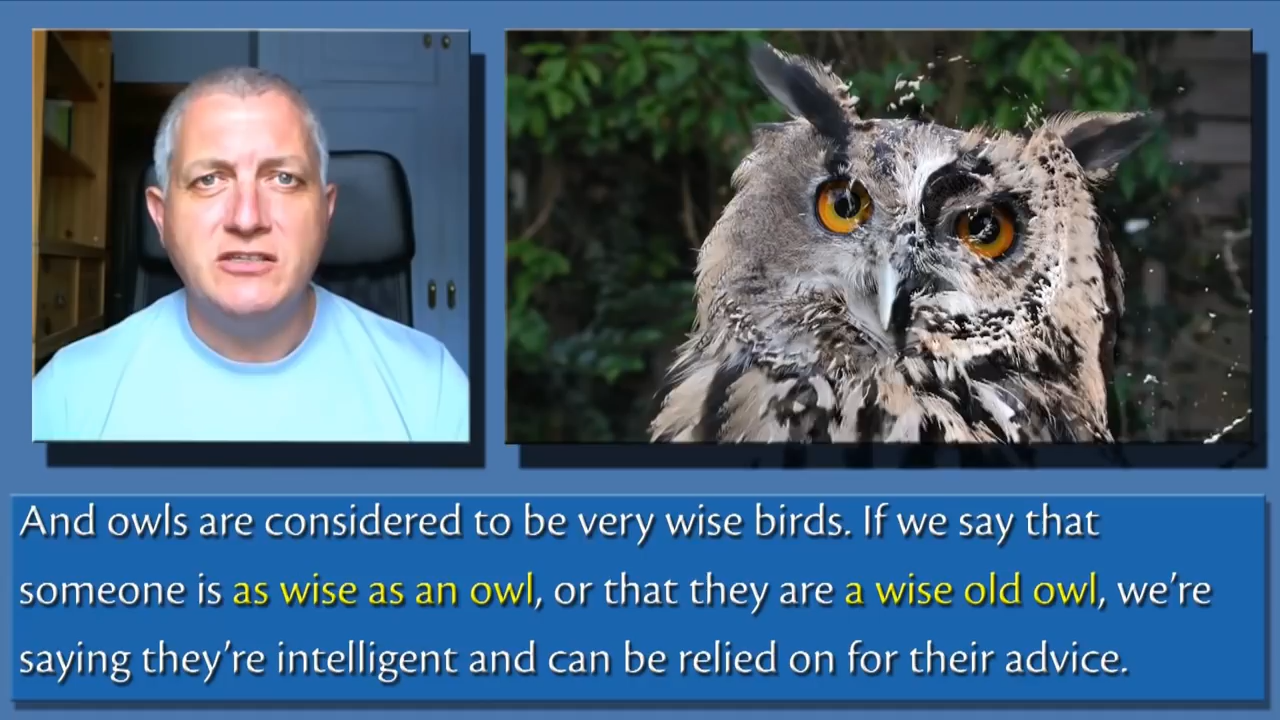 And owls are considered to be very wise birds. If we say that
someone is as wise as an owl, or that they are a wise old owl, we're
saying they're intelligent and can be relied on for their advice.